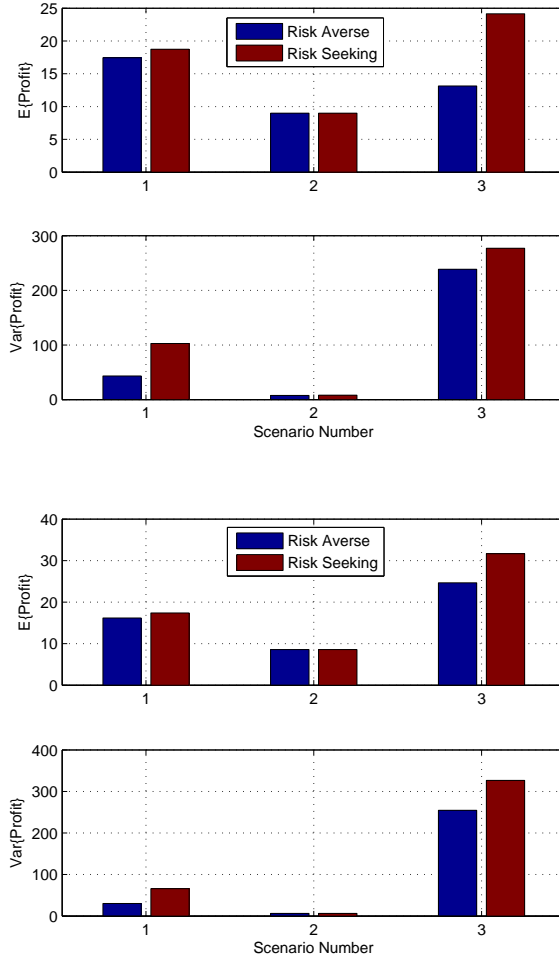 25
20
15
10
5
0
E{Profit}
Risk Averse
Risk Seeking
1 2 3
300
200
100
0
Var{Profit}
1 2 3
Scenario Number
40
30
20
10
0
E{Profit}
Risk Averse
Risk Seeking
1 2 3
400
300
200
100
0
Var{Profit}
1 2 3
Scenario Number